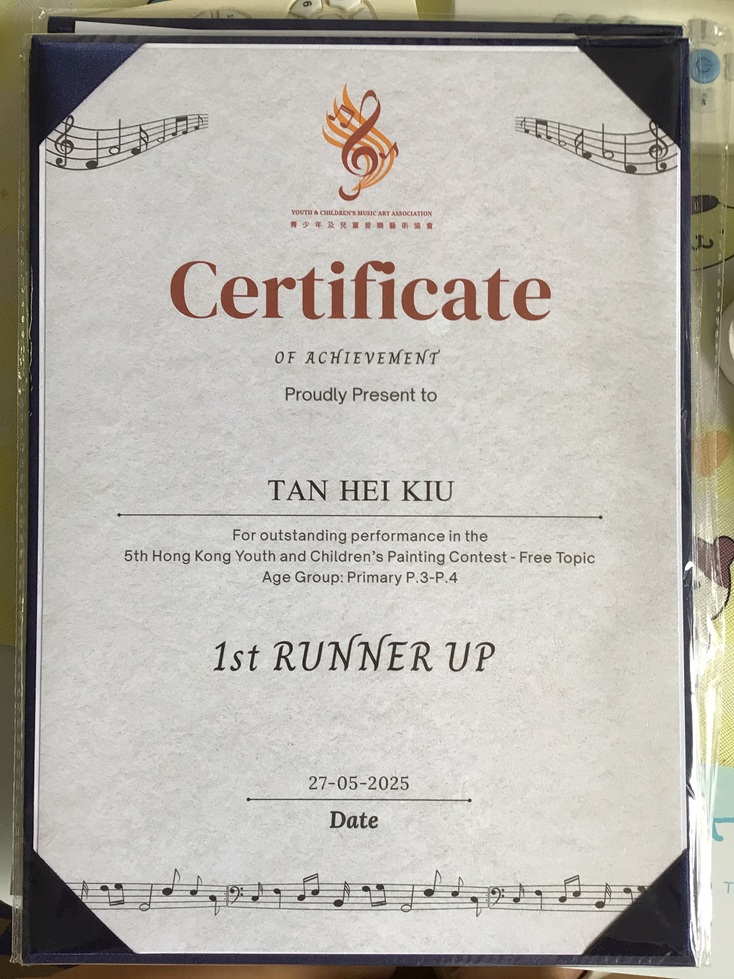 YOUTH & CHILDREN'S MUSIC ART ASSOCIATION
青少年及兒童音樂藝術協會
Certificate
OF ACHIEVEMENT
Proudly Present to
TAN HEI KIU
For outstanding performance in the
5th Hong Kong Youth and Children's Painting Contest - Free Topic
Age Group: Primary P.3-P.4
1st RUNNER UP
27-05-2025
Date